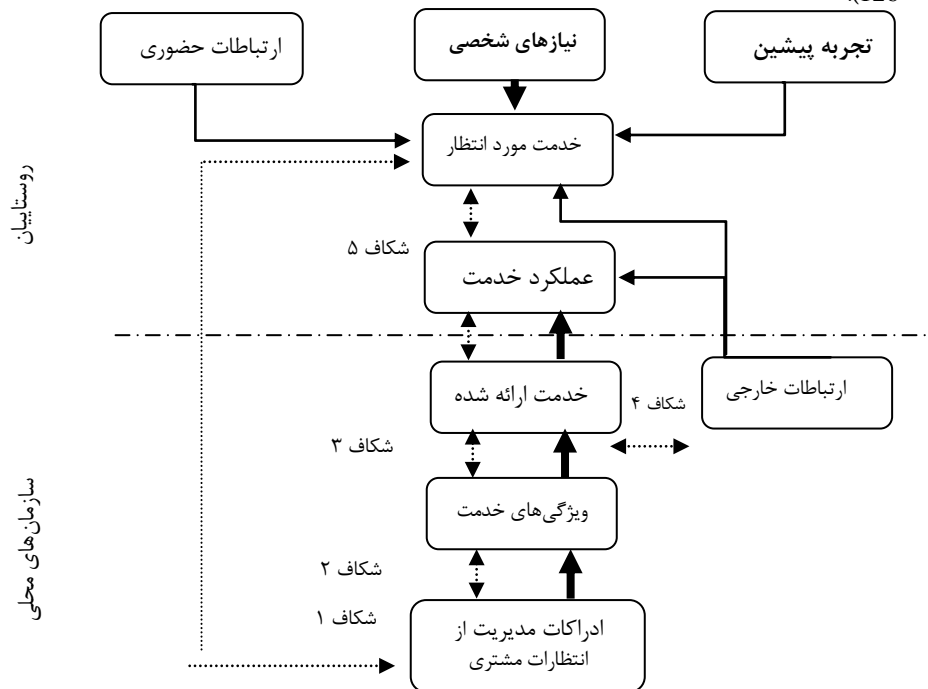 تجربه پیشین
نیازهای شخصی
ارتباطات حضوری
خدمت مورد انتظار
روستاییان
شکاف ۵
عملکرد خدمت
خدمت ارائه شده
شکاف ۴
ارتباطات خارجی
شکاف ۳
ویژگی‌های خدمت
سازمان‌های محلی
شکاف ۲
شکاف ۱
ادراکات مدیریت از
انتظارات مشتری